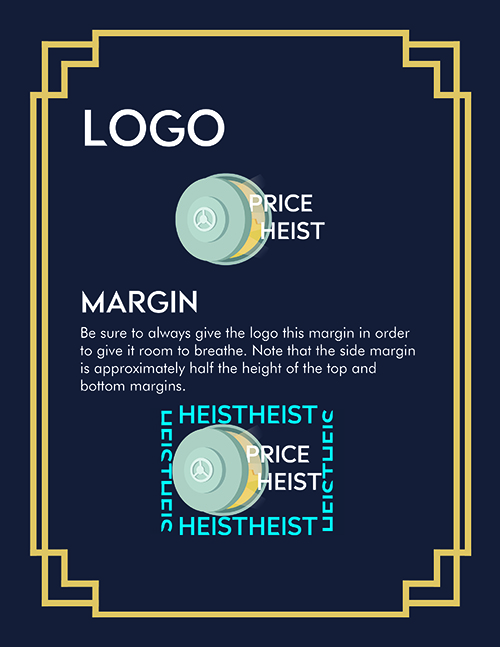 LOGO
PRICE
HEIST
MARGIN
Be sure to always give the logo this margin in order
to give it room to breathe. Note that the side margin
is approximately half the height of the top and
bottom margins.
HEISTHEIST
PRICE
HEIST
HEISTHEIST